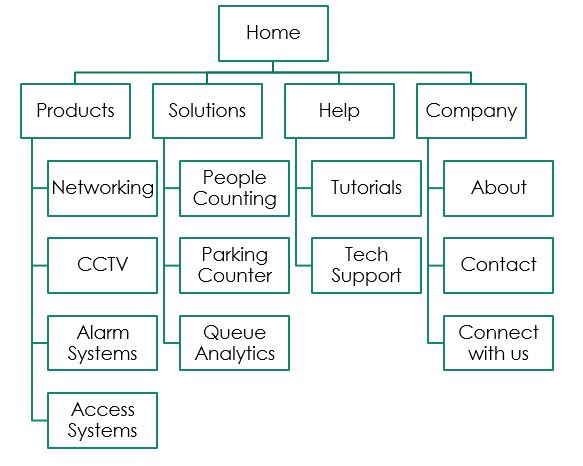 Home
Products
Solutions
Help
Company
Networking
People
Counting
Tutorials
About
CCTV
Parking
Counter
Tech
Support
Contact
Alarm
Systems
Queue
Analytics
Connect
with us
Access
Systems